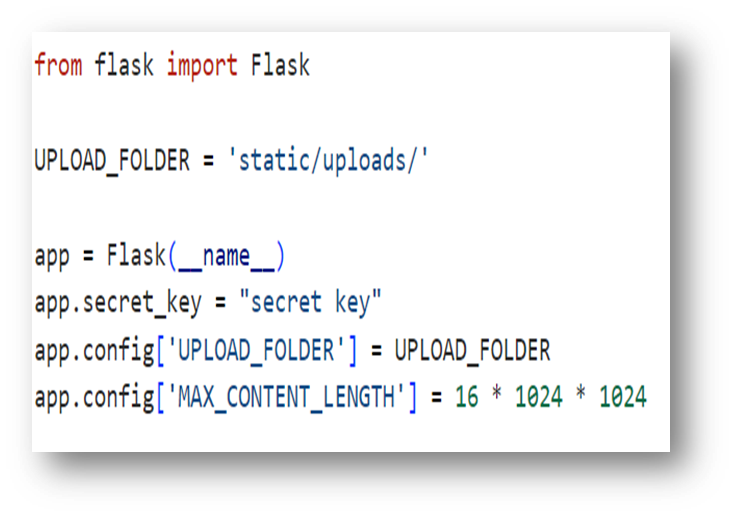 from flask import Flask
UPLOAD_FOLDER = 'static/uploads/'
app = Flask(__name__)
app.secret_key = "secret key"
app.config['UPLOAD_FOLDER'] = UPLOAD_FOLDER
app.config['MAX_CONTENT_LENGTH'] = 16 * 1024 * 1024